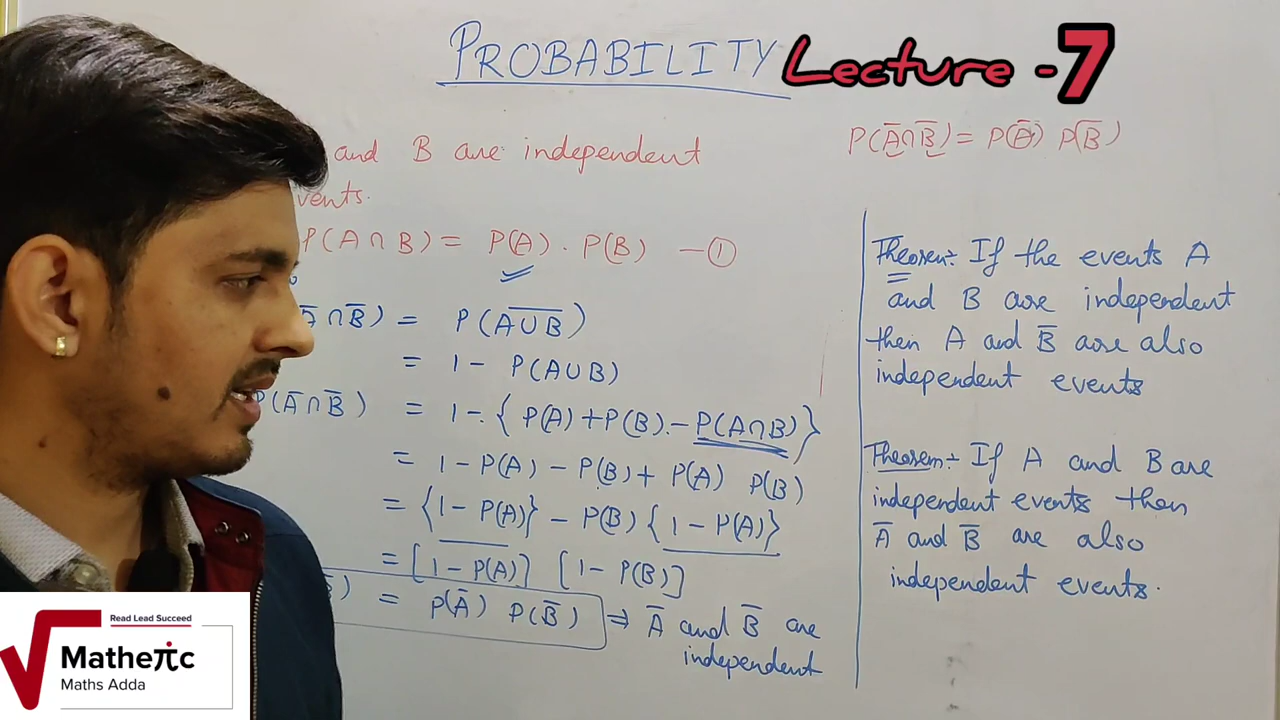 PROBABILITY Lecture -7
and B are independent
vents.
P(A∩B) = P(A) . P(B) — ①
A̅∩B̅) = P(A̅∪̅B̅)
= 1 - P(A∪B)
P(A̅∩B̅) = 1 - {P(A)+P(B) - P(A∩B)}
= 1 - P(A) - P(B) + P(A) P(B)
= {1 - P(A)} - P(B) {1 - P(A)}
= [1 - P(A)] [1 - P(B)]
) = P(A̅) P(B̅) ⇒ A̅ and B̅ are
independent
P(A̅∩B̅) = P(A̅) P(B̅)
Theorem:- If the events A
and B are independent
then A and B̅ are also
independent events
Theorem:- If A and B are
independent events then
A̅ and B̅ are also
independent events.
Read Lead Succeed
Matheπc
Maths Adda